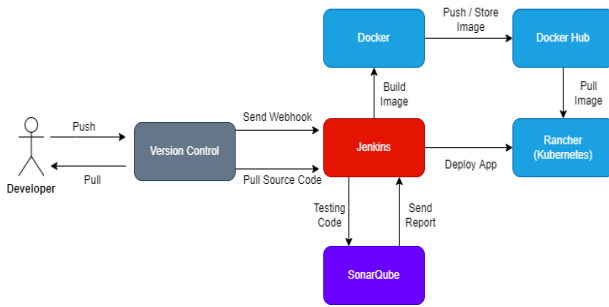 Push / Store
Image
Docker
Docker Hub
Build
Image
Pull
Image
Send Webhook
Push
Version Control
Jenkins
Rancher
(Kubernetes)
Deploy App
Pull
Pull Source Code
Developer
Testing
Code
Send
Report
SonarQube